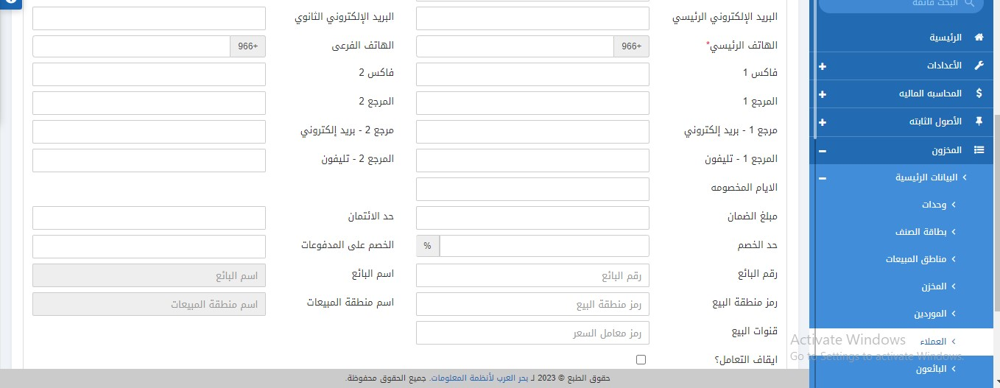 البحث قائمة
الرئيسية
الأعدادات
المحاسبه الماليه
الأصول الثابته
المخزون
البيانات الرئيسية
وحدات
بطاقة الصنف
مناطق المبيعات
المخزن
الموردين
العملاء
البائعون
البريد الإلكتروني الرئيسي البريد الإلكتروني الثانوي
الهاتف الرئيسي* +966 الهاتف الفرعى +966
فاكس 1 فاكس 2
المرجع 1 المرجع 2
مرجع 1 - بريد إلكتروني مرجع 2 - بريد إلكتروني
المرجع 1 - تليفون المرجع 2 - تليفون
الايام المخصومه
مبلغ الضمان حد الائتمان
حد الخصم % الخصم على المدفوعات
رقم البائع رقم البائع اسم البائع اسم البائع
رمز منطقة البيع رمز منطقة البيع اسم منطقة المبيعات اسم منطقة المبيعات
قنوات البيع رمز معامل السعر
ايقاف التعامل؟
حقوق الطبع © 2023 لـ بحر العرب لأنظمة المعلومات. جميع الحقوق محفوظة.
Activate Windows
Go to Settings to activate Windows.